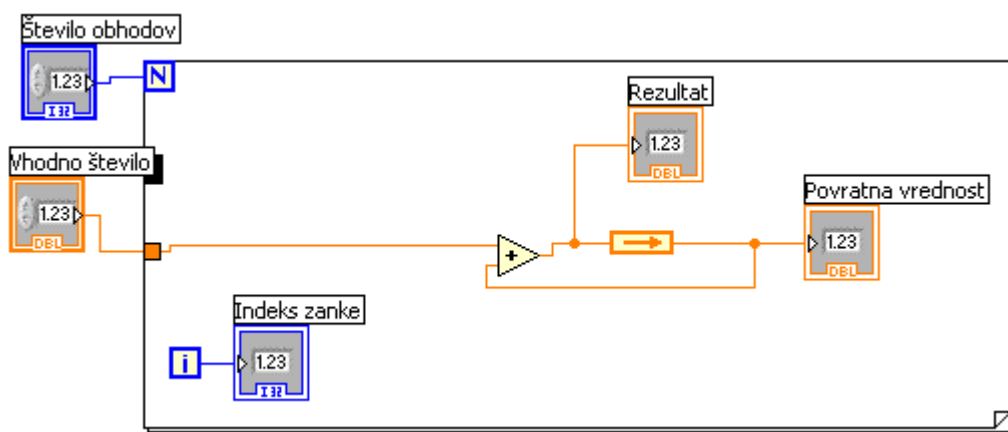 Število obhodov
1.23
I32
N
Vhodno število
1.23
DBL
Rezultat
1.23
DBL
Povratna vrednost
1.23
DBL
+
Indeks zanke
i
1.23
I32